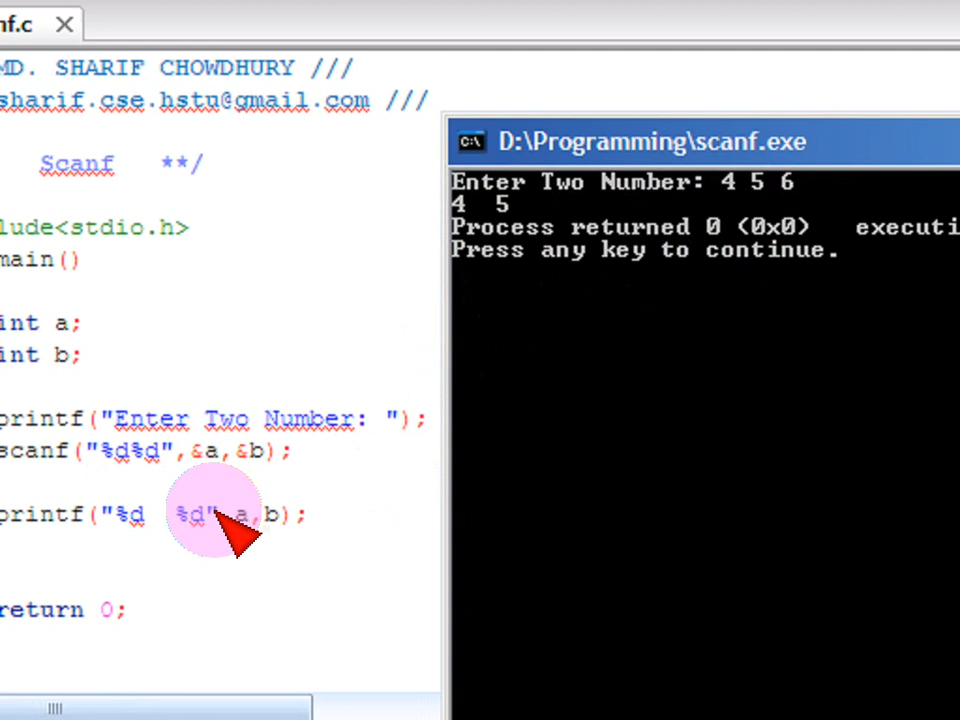 nf.c
MD. SHARIF CHOWDHURY ///
sharif.cse.hstu@gmail.com ///
Scanf **/
lude<stdio.h>
main()
int a;
int b;
printf("Enter Two Number: ");
scanf("%d%d",&a,&b);
printf("%d  %d",a,b);
return 0;
D:\Programming\scanf.exe
Enter Two Number: 4 5 6
4  5
Process returned 0 (0x0)   executi
Press any key to continue.